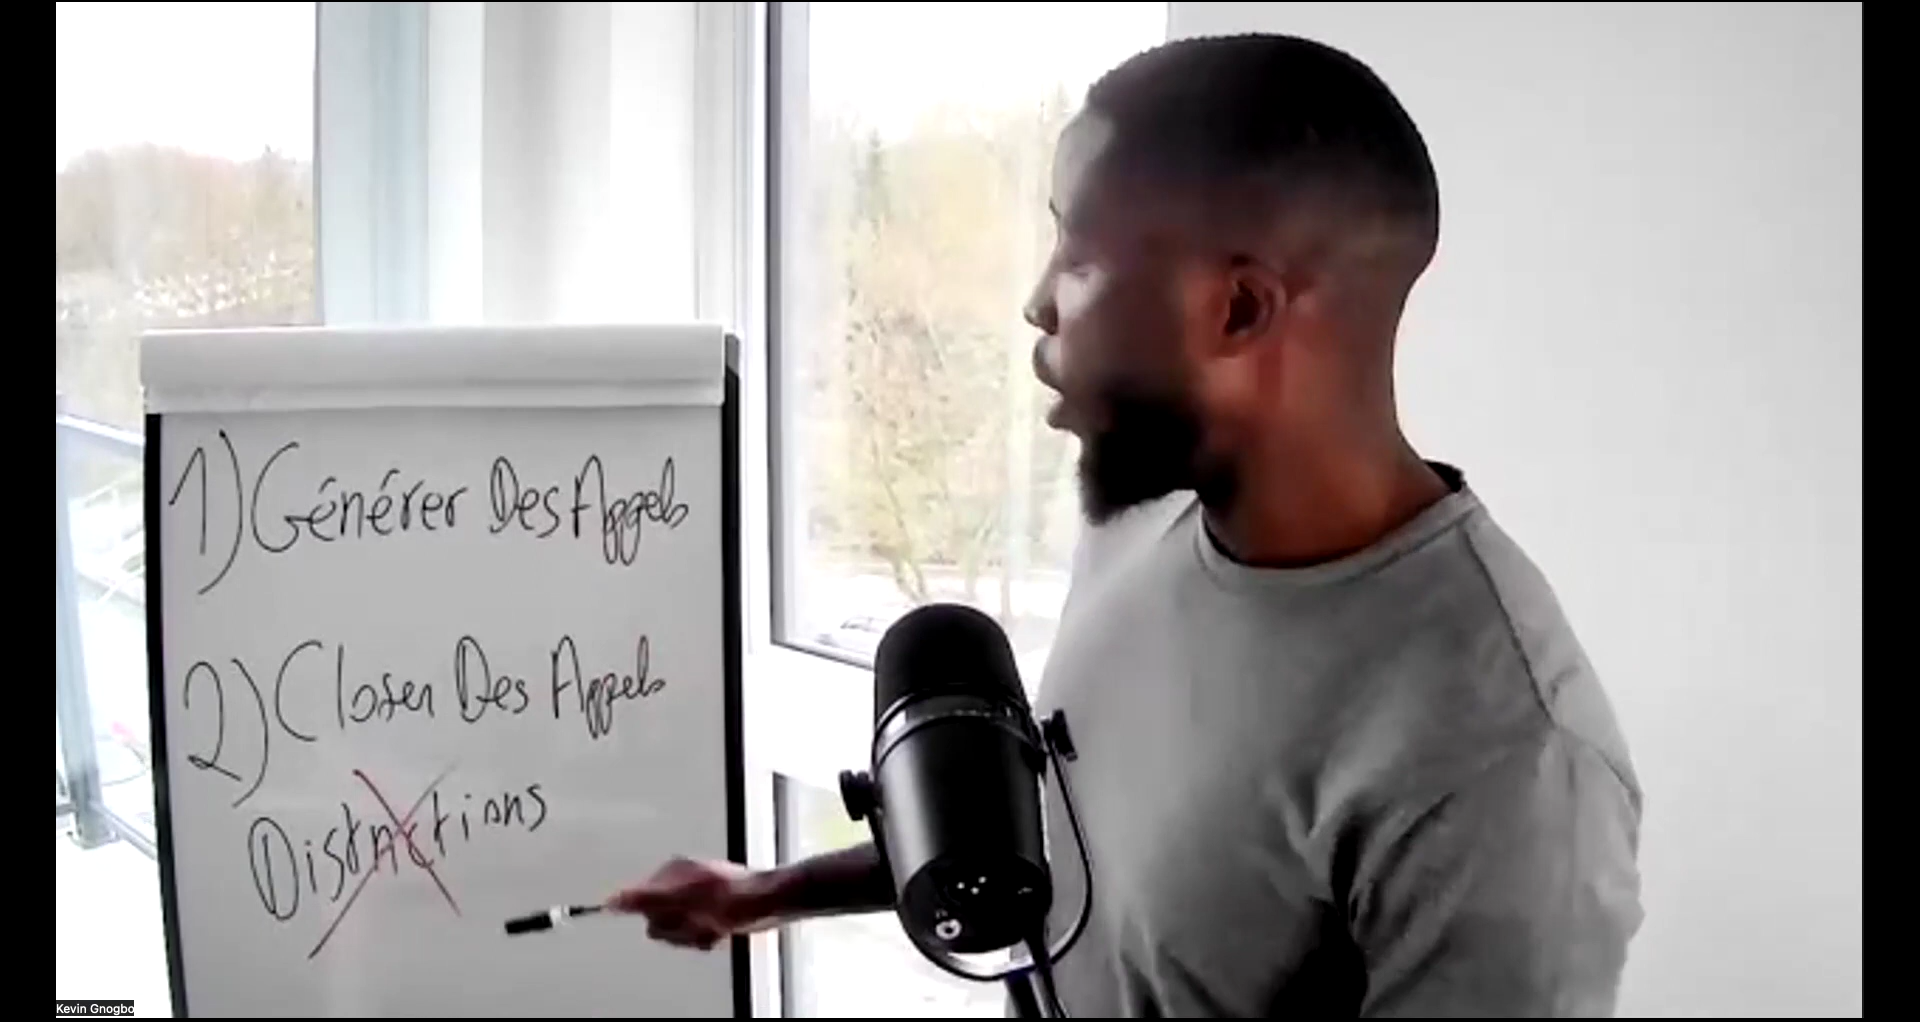 1) Générer Des Appels
2) Closer Des Appels
Distractions
Kevin Gnogbo